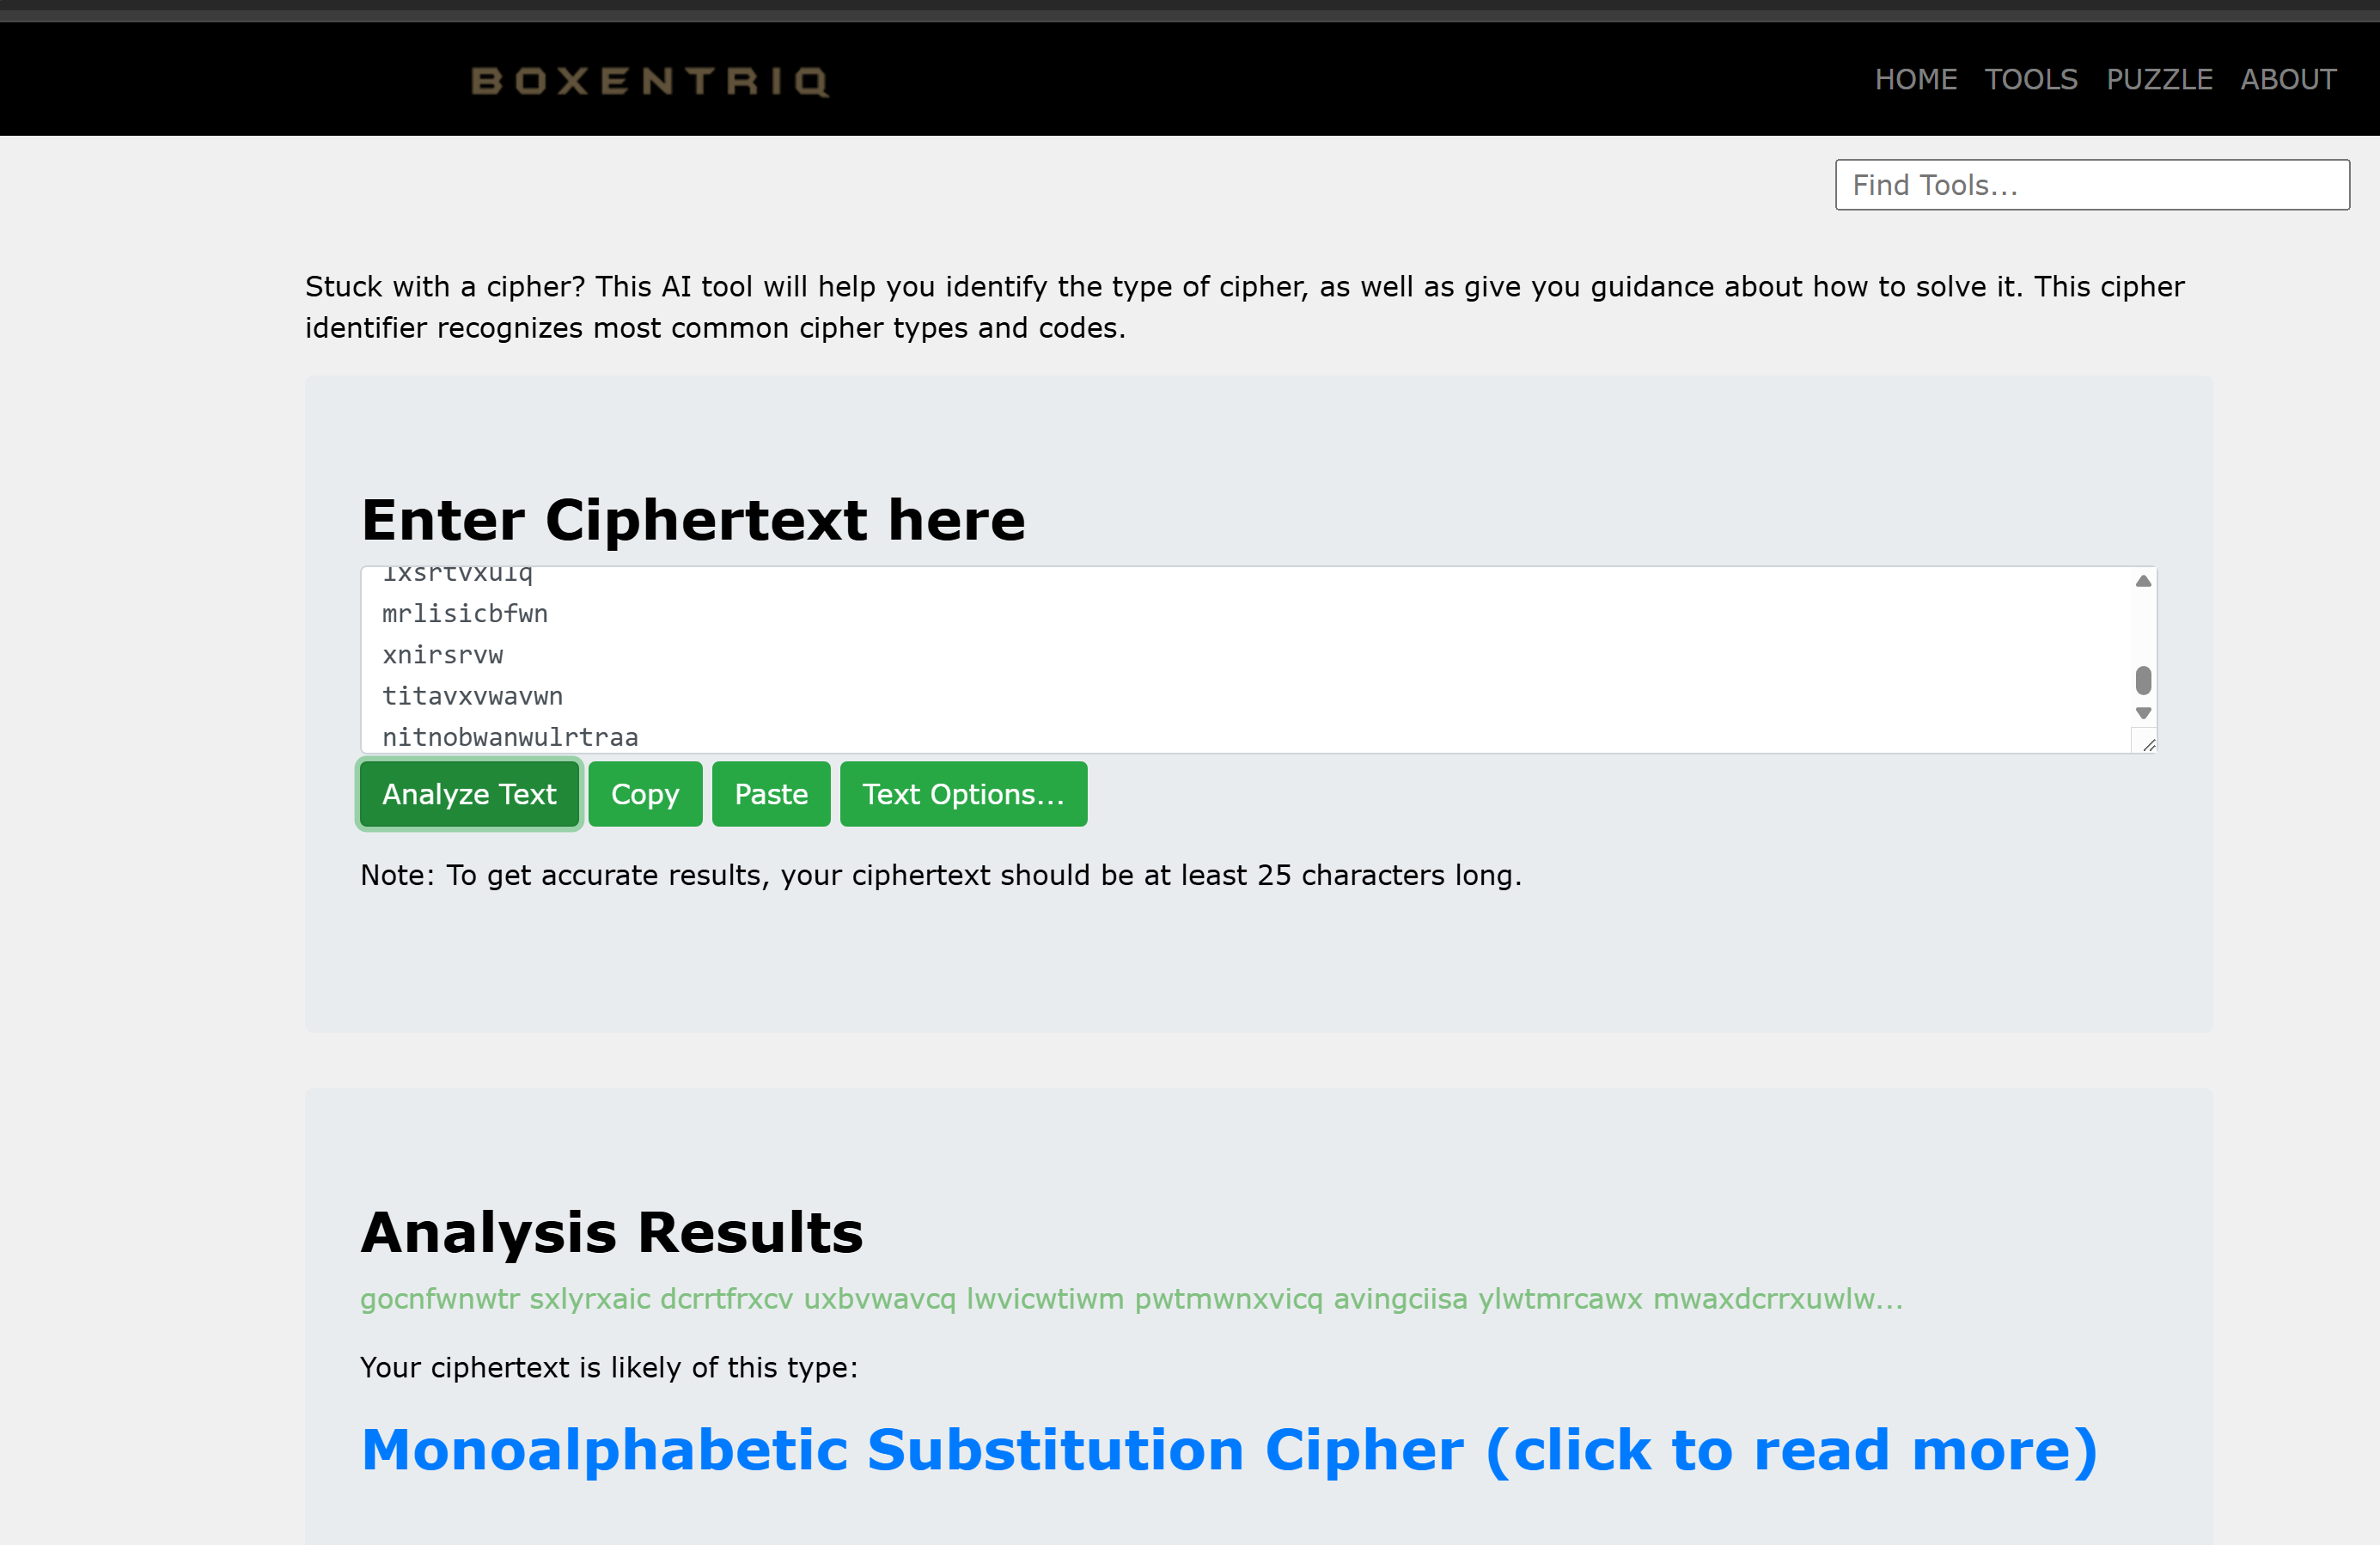 BOXENTRIQ
HOME TOOLS PUZZLE ABOUT
Find Tools...
Stuck with a cipher? This AI tool will help you identify the type of cipher, as well as give you guidance about how to solve it. This cipher
identifier recognizes most common cipher types and codes.
Enter Ciphertext here
lxsrtvxulq
mrlisicbfwn
xnirsrvw
titavxvwavwn
nitnobwanwulrtraa
Analyze Text Copy Paste Text Options...
Note: To get accurate results, your ciphertext should be at least 25 characters long.
Analysis Results
gocnfwnwtr sxlyrxaic dcrrtfrxcv uxbvwavcq lwvicwtiwm pwtmwnxvicq avingciisa ylwtmrcawx mwaxdcrrxuwlw...
Your ciphertext is likely of this type:
Monoalphabetic Substitution Cipher (click to read more)